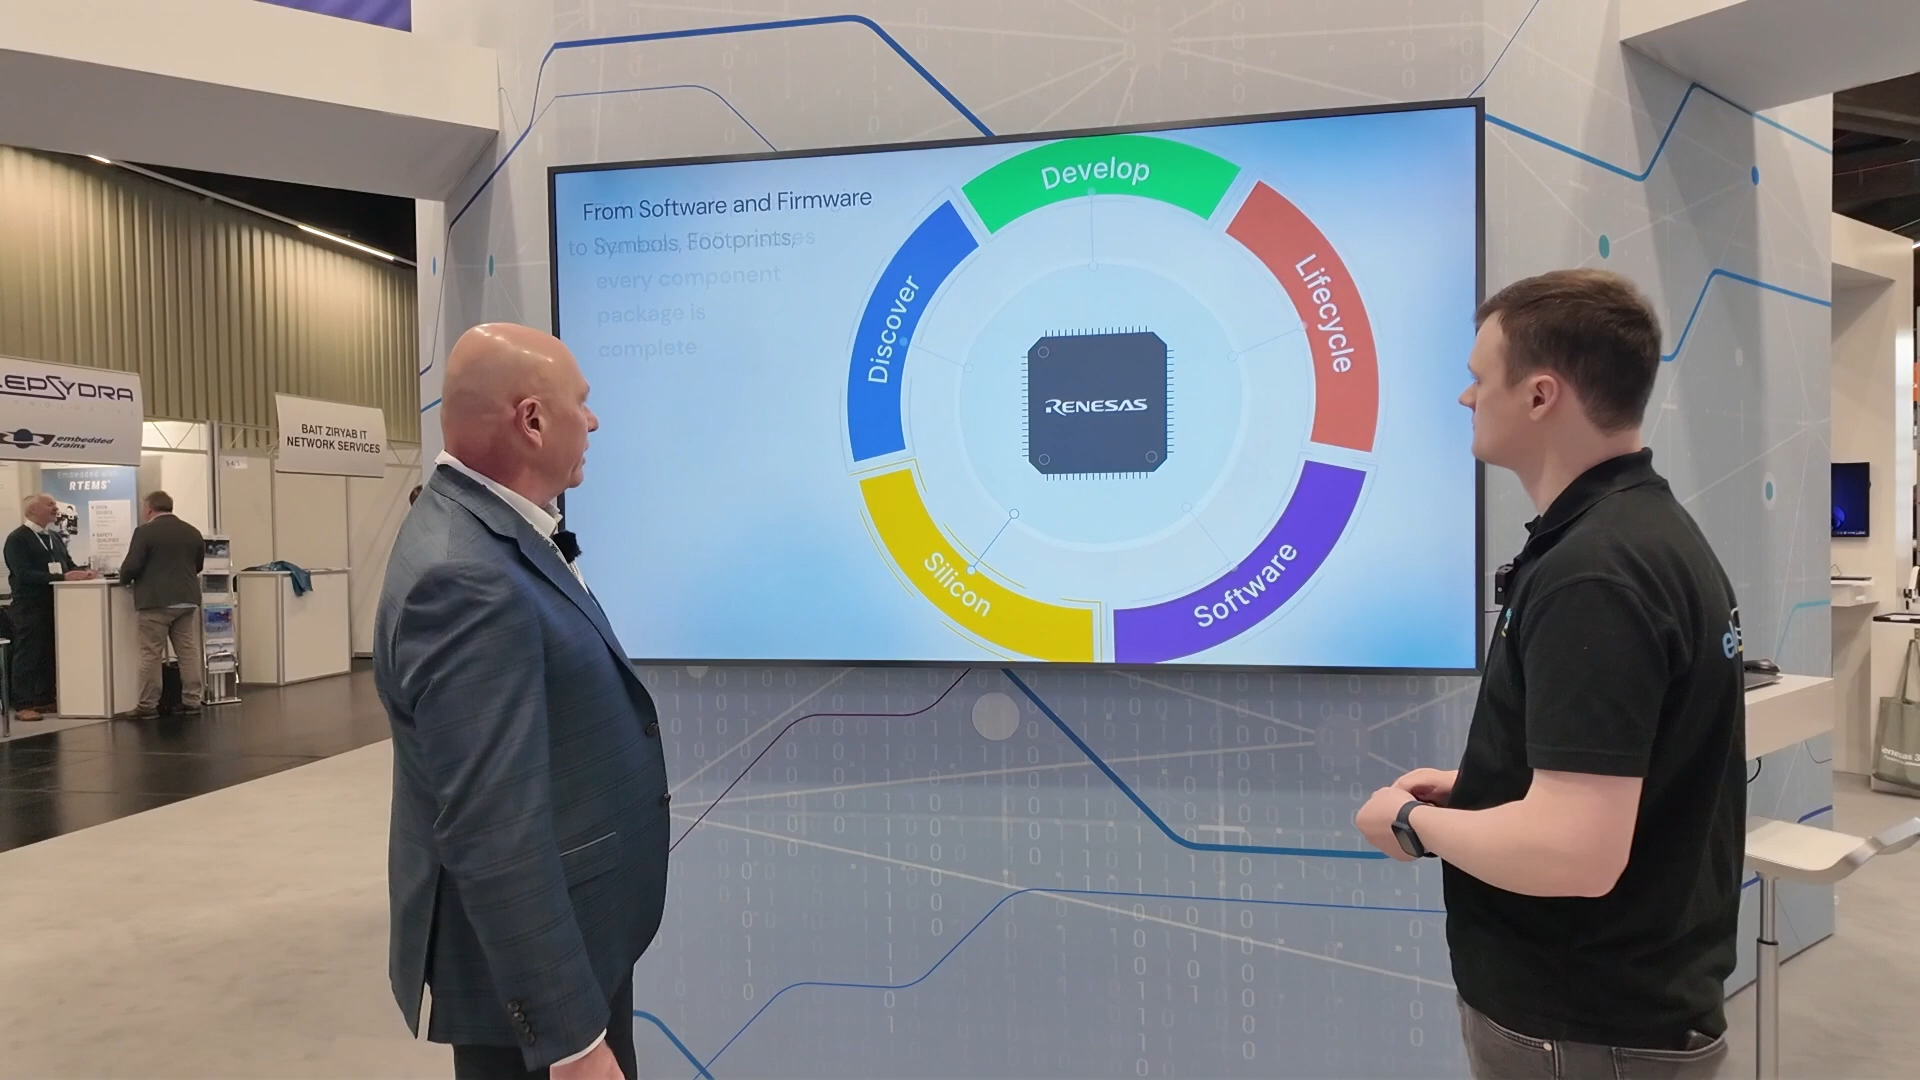 From Software and Firmware
to Symbols, Footprints,
every component
package is
complete
Develop
Discover
Lifecycle
RENESAS
Silicon
Software
EPSYDRA
embedded
brains
BAIT ZIRYAB IT
NETWORK SERVICES
RTEMS